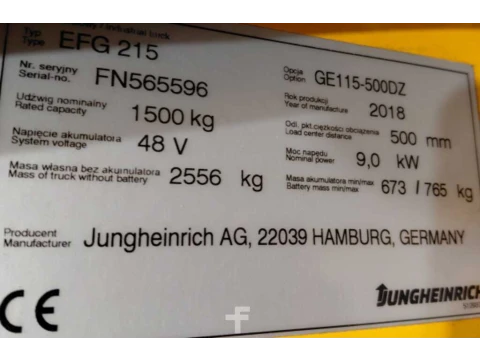 Industrial truck
Typ
Type EFG 215
Nr. seryjny
Serial-no. FN565596
Opcja
Option GE115-500DZ
Udźwig nominalny
Rated capacity 1500 kg
Rok produkcji
Year of manufacture 2018
Napięcie akumulatora
System voltage 48 V
Odl. pkt.ciężkości obciążenia
Load center distance 500 mm
Masa własna bez akumulatora
Mass of truck without battery 2556 kg
Moc napędu
Nominal power 9,0 kW
Masa akumulatora min/max
Battery mass min/max 673 / 765 kg
Producent
Manufacturer Jungheinrich AG, 22039 HAMBURG, GERMANY
CE
JUNGHEINRICH